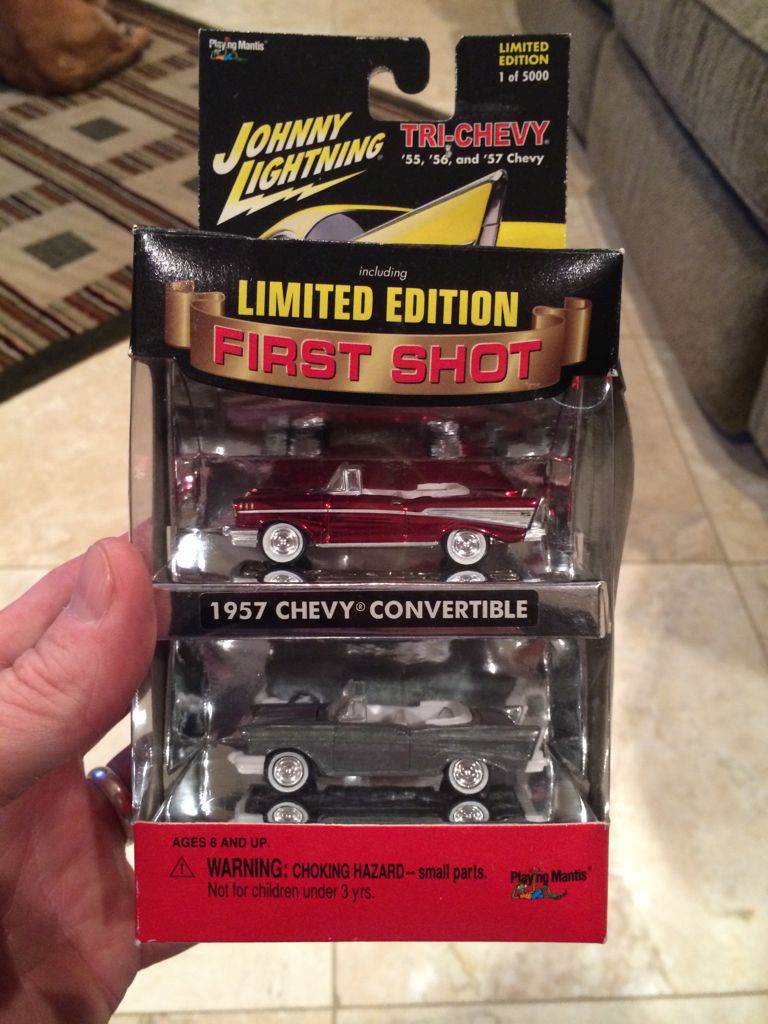 Playing Mantis®
LIMITED
EDITION
1 of 5000
JOHNNY
LIGHTNING®
TRI-CHEVY®
'55, '56, and '57 Chevy
including
LIMITED EDITION
FIRST SHOT™
1957 CHEVY® CONVERTIBLE
AGES 6 AND UP.
WARNING: CHOKING HAZARD-- small parts.
Not for children under 3 yrs.
Playing Mantis®